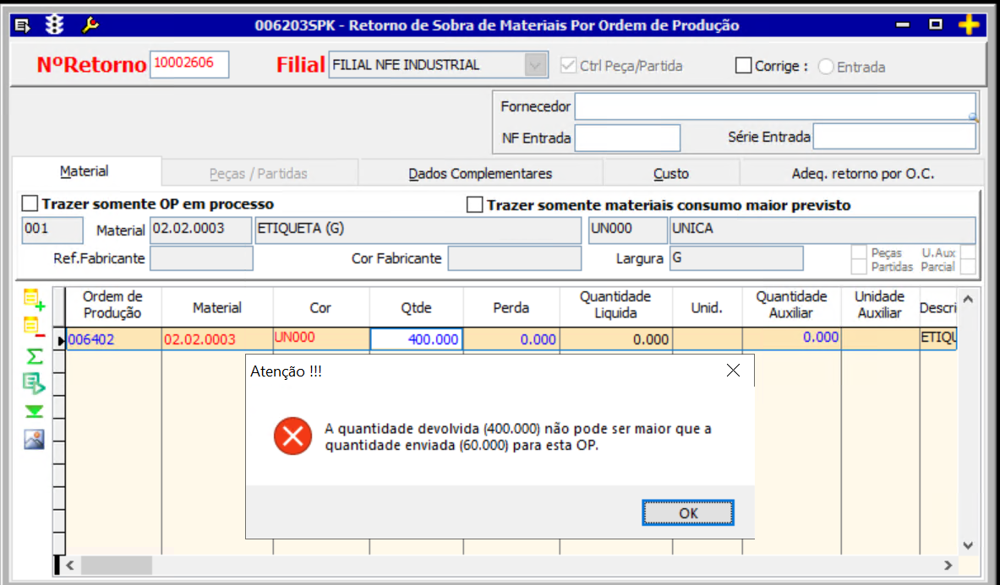 006203SPK - Retorno de Sobra de Materiais Por Ordem de Produção
NºRetorno 10002606 Filial FILIAL NFE INDUSTRIAL Ctrl Peça/Partida Corrige : Entrada
Fornecedor
NF Entrada Série Entrada
Material Peças / Partidas Dados Complementares Custo Adeq. retorno por O.C.
Trazer somente OP em processo Trazer somente materiais consumo maior previsto
001 Material 02.02.0003 ETIQUETA (G) UN000 UNICA
Ref.Fabricante Cor Fabricante Largura G
Peças U.Aux
Partidas Parcial
Ordem de Produção Material Cor Qtde Perda Quantidade Liquida Unid. Quantidade Auxiliar Unidade Auxiliar Descri
006402 02.02.0003 UN000 400.000 0.000 0.000 0.000 ETIQU
Atenção !!!
A quantidade devolvida (400.000) não pode ser maior que a
quantidade enviada (60.000) para esta OP.
OK